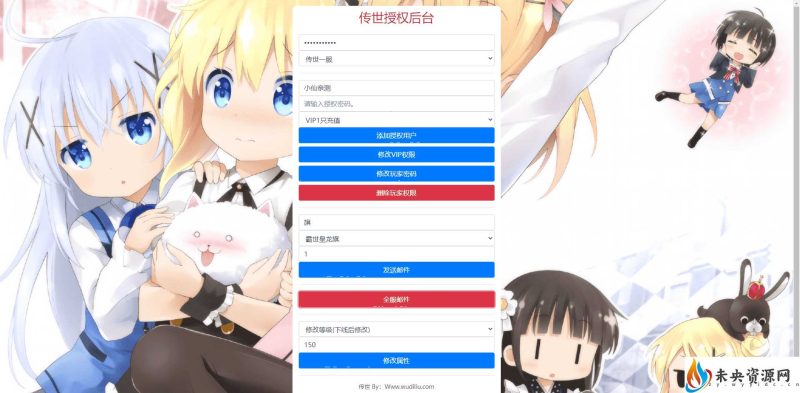 传世授权后台
•••••••••••
传世一服
小仙亲测
请输入授权密码。
VIP1只充值
添加授权用户
修改VIP权限
修改玩家密码
删除玩家权限
旗
霸世皇龙旗
1
发送邮件
全服邮件
修改等级(下线后修改)
150
修改属性
传世 By：Www.wudiliu.com
未央资源网